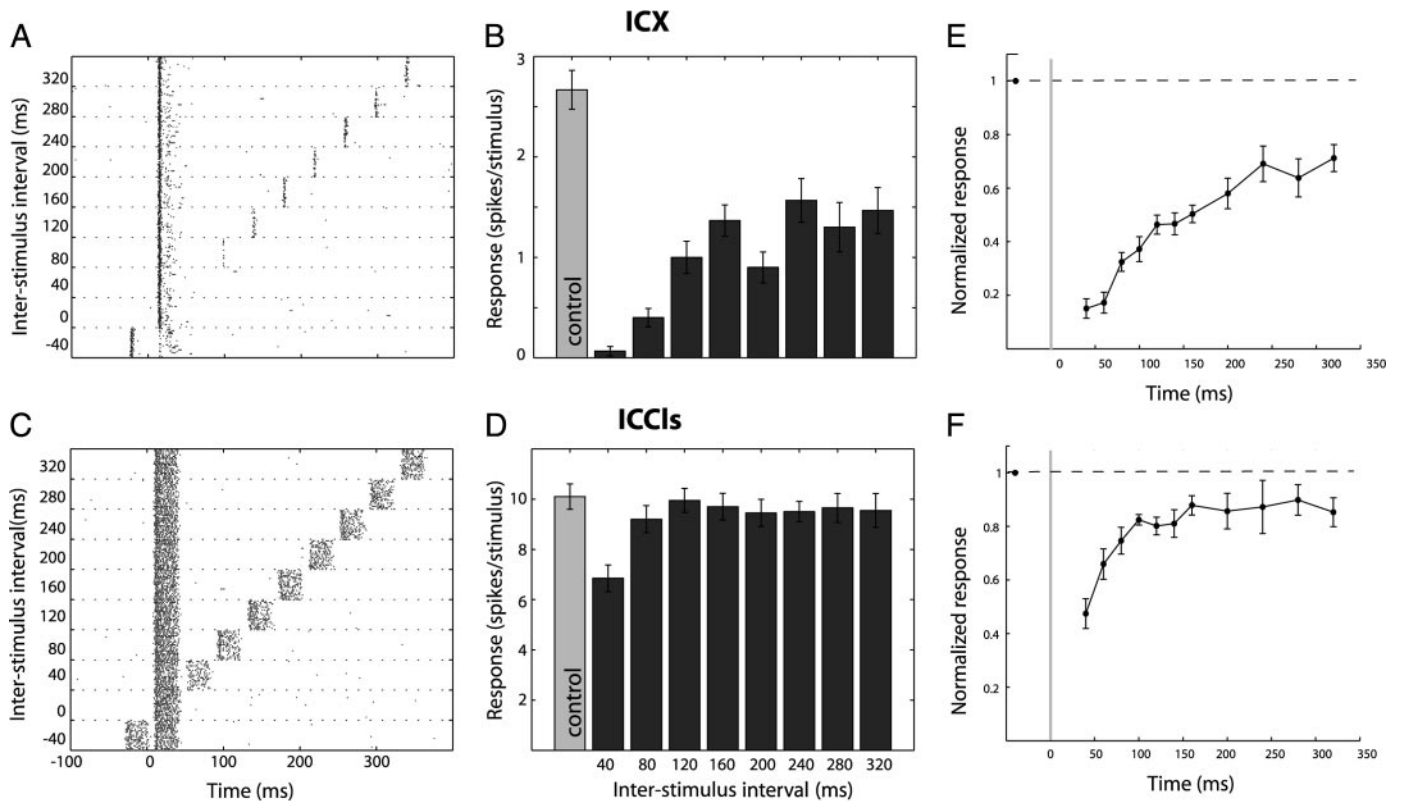 ICX
A
Inter-stimulus interval (ms)
320
280
240
200
160
120
80
40
0
-40
B
Response (spikes/stimulus)
3
2
1
0
control
E
Normalized response
1
0.8
0.6
0.4
0.2
0 50 100 150 200 250 300 350
Time (ms)
ICCls
C
Inter-stimulus interval(ms)
320
280
240
200
160
120
80
40
0
-40
-100 0 100 200 300
Time (ms)
D
Response (spikes/stimulus)
10
8
6
4
2
control
40 80 120 160 200 240 280 320
Inter-stimulus interval (ms)
F
Normalized response
1
0.8
0.6
0.4
0.2
0 50 100 150 200 250 300 350
Time (ms)